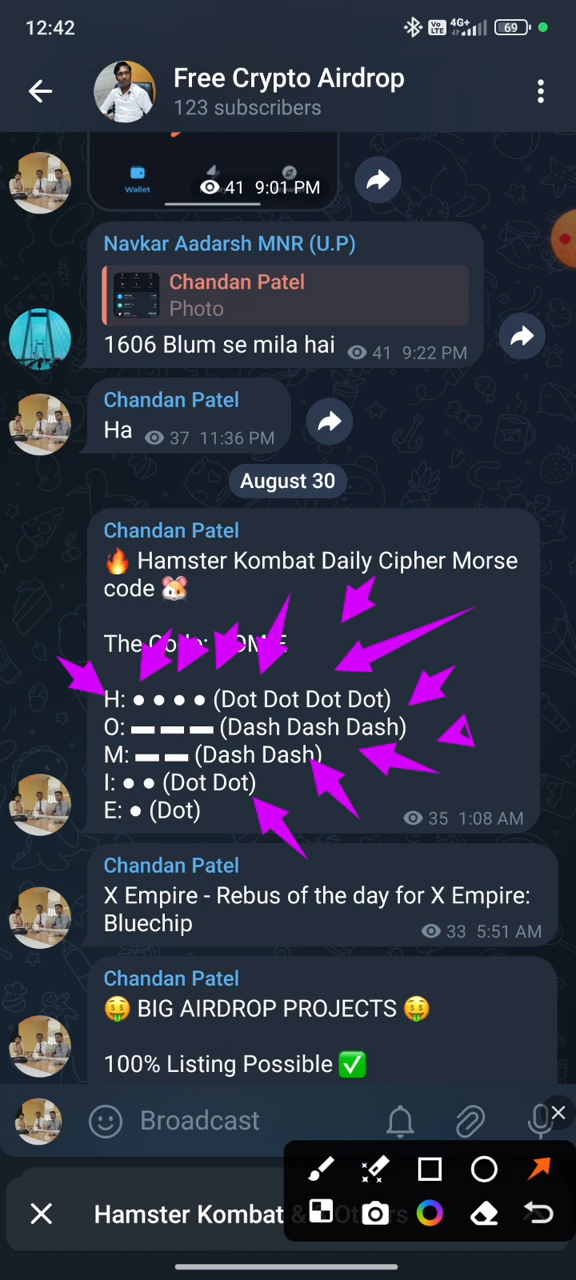 12:42
Vo LTE
4G+
69
Free Crypto Airdrop
123 subscribers
Wallet
41 9:01 PM
Navkar Aadarsh MNR (U.P)
Chandan Patel
Photo
1606 Blum se mila hai
41 9:22 PM
Chandan Patel
Ha
37 11:36 PM
August 30
Chandan Patel
🔥 Hamster Kombat Daily Cipher Morse
code 🐹
The Code:
H: ● ● ● ● (Dot Dot Dot Dot)
O: ▬ ▬ ▬ (Dash Dash Dash)
M: ▬ ▬ (Dash Dash)
I: ● ● (Dot Dot)
E: ● (Dot)
35 1:08 AM
Chandan Patel
X Empire - Rebus of the day for X Empire:
Bluechip
33 5:51 AM
Chandan Patel
🤑 BIG AIRDROP PROJECTS 🤑
100% Listing Possible ✅
Broadcast
Hamster Kombat &